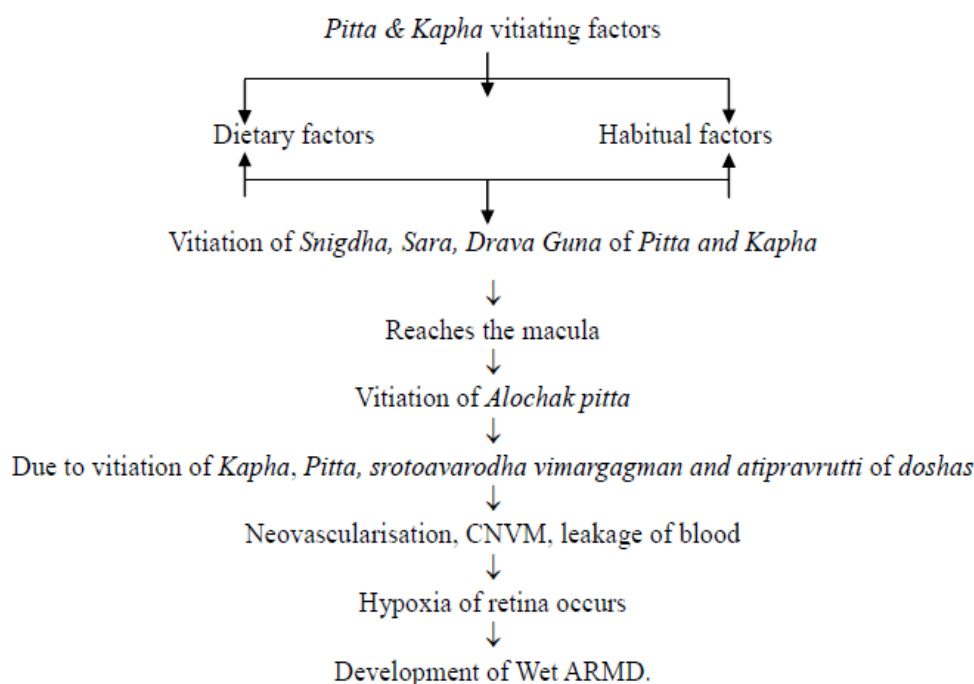 Pitta & Kapha vitiating factors
Dietary factors
Habitual factors
Vitiation of Snigdha, Sara, Drava Guna of Pitta and Kapha
Reaches the macula
Vitiation of Alochak pitta
Due to vitiation of Kapha, Pitta, srotoavarodha vimargagman and atipravrutti of doshas
Neovascularisation, CNVM, leakage of blood
Hypoxia of retina occurs
Development of Wet ARMD.